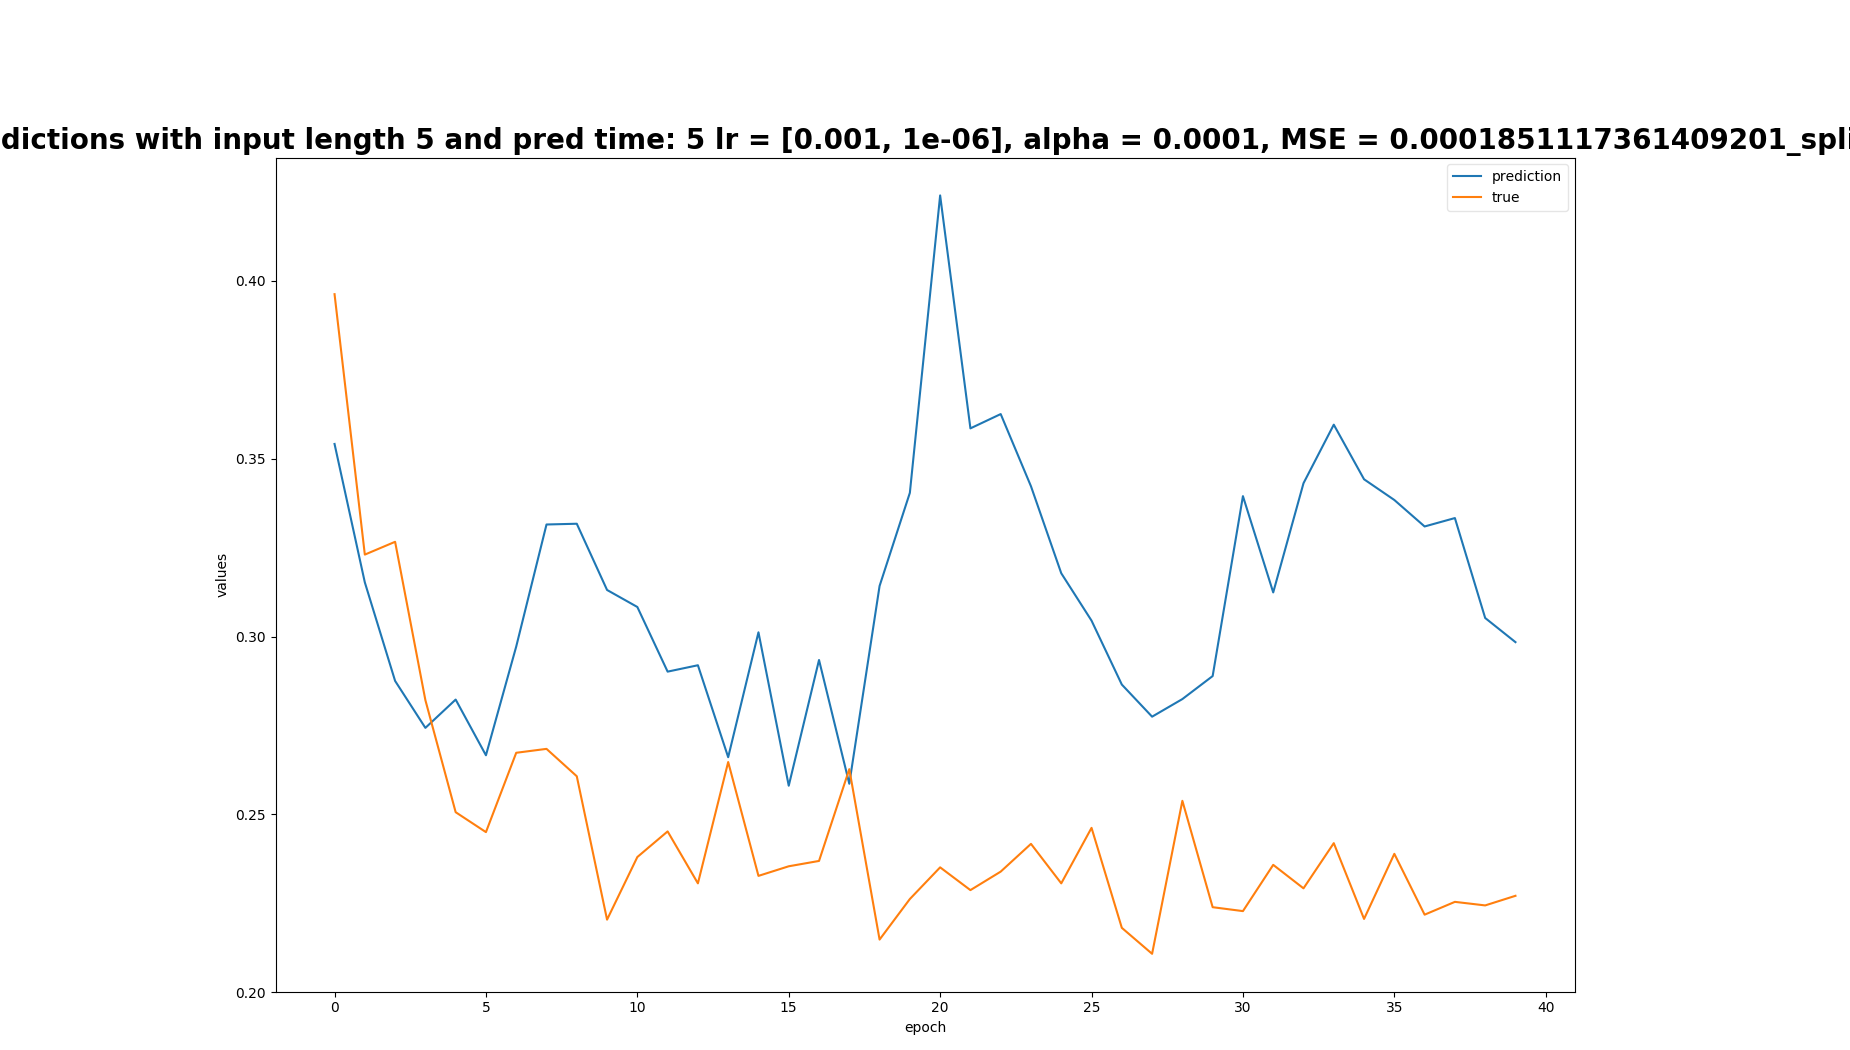 dictions with input length 5 and pred time: 5 lr = [0.001, 1e-06], alpha = 0.0001, MSE = 0.0001851117361409201_spli
prediction
true
0.40
0.35
0.30
0.25
0.20
values
0 5 10 15 20 25 30 35 40
epoch